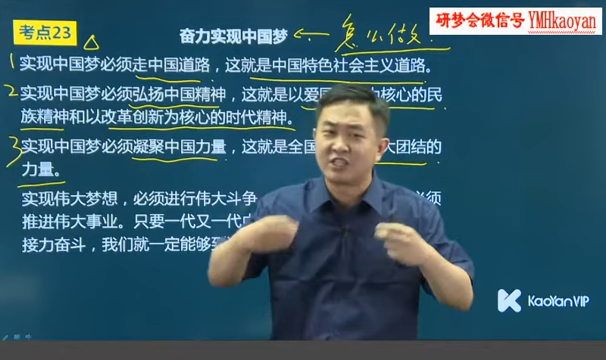 研梦会微信号
YMHkaoyan
考点23
奋力实现中国梦
怎么做
1 实现中国梦必须走中国道路，这就是中国特色社会主义道路。
2 实现中国梦必须弘扬中国精神，这就是以爱国 为核心的民
族精神和以改革创新为核心的时代精神。
3 实现中国梦必须凝聚中国力量，这就是全国 大团结的
力量。
实现伟大梦想，必须进行伟大斗争 必须
推进伟大事业。只要一代又一代
接力奋斗，我们就一定能够
KaoYanVIP